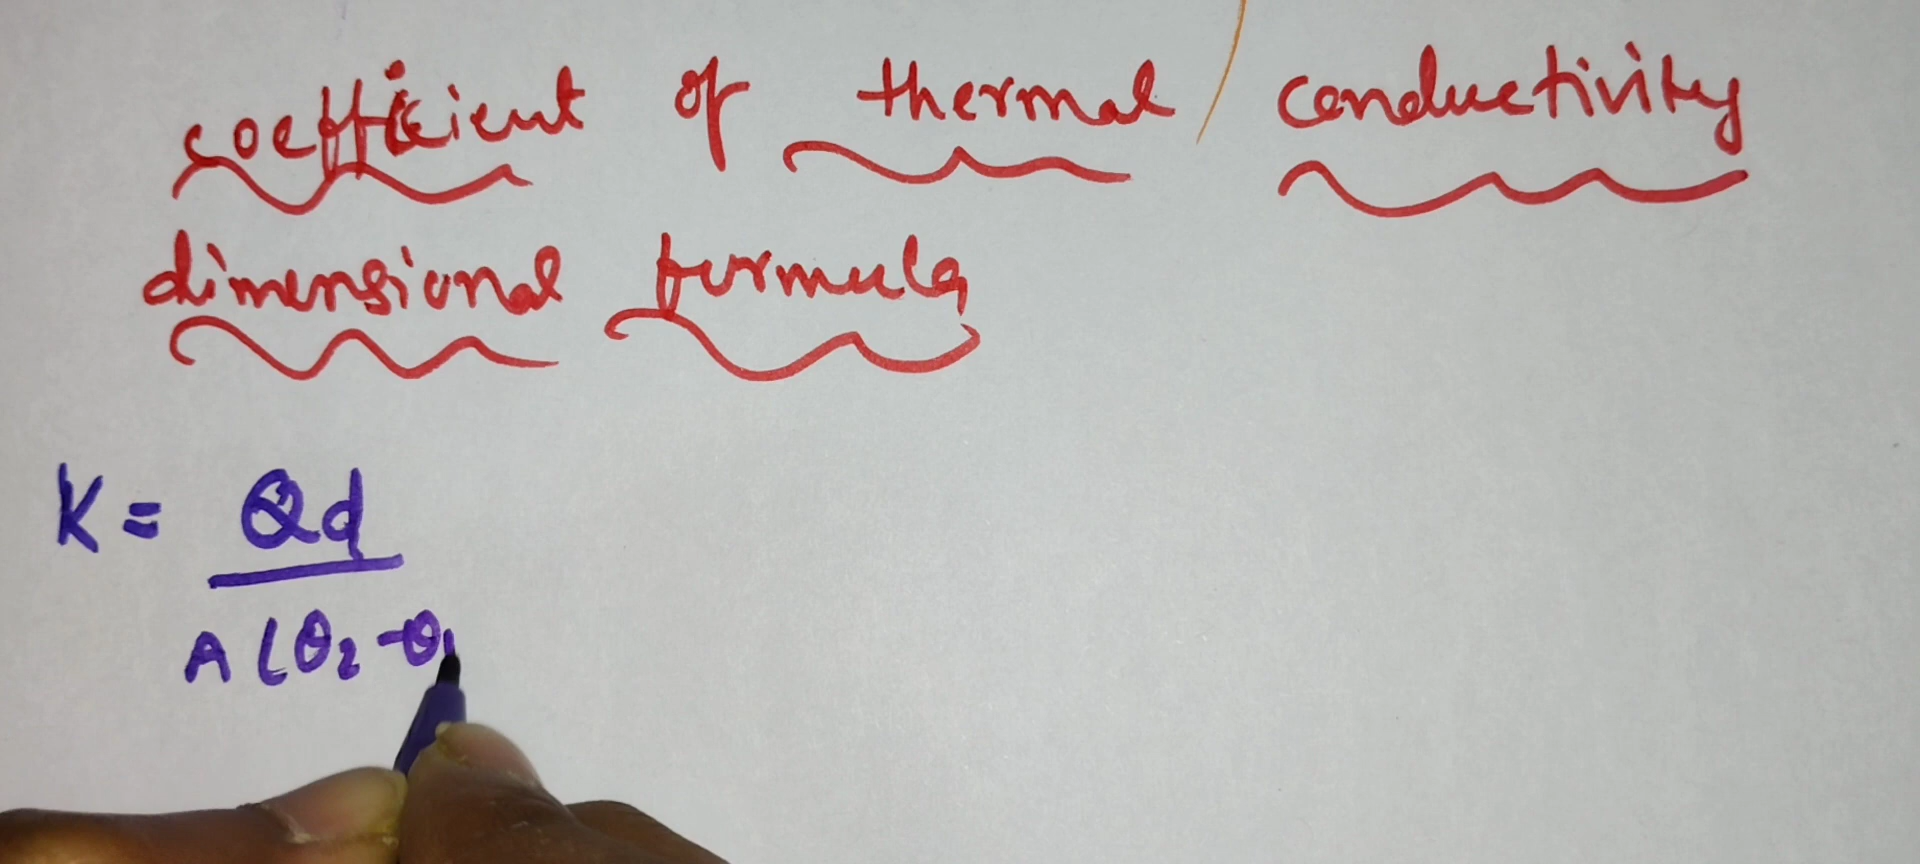 coefficient of thermal conductivity
dimensional formula
K = Qd
A (θ₂ - θ₁